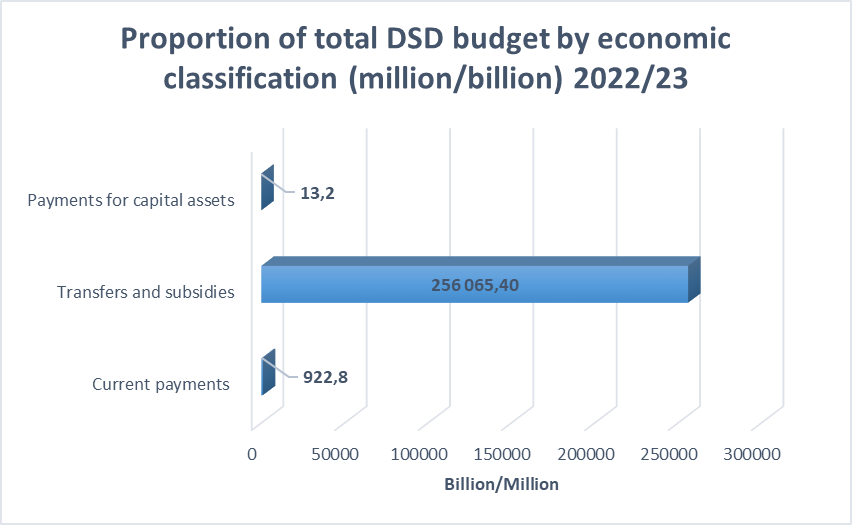 Proportion of total DSD budget by economic
classification (million/billion) 2022/23
Payments for capital assets
13,2
Transfers and subsidies
256 065,40
Current payments
922,8
0 50000 100000 150000 200000 250000 300000
Billion/Million